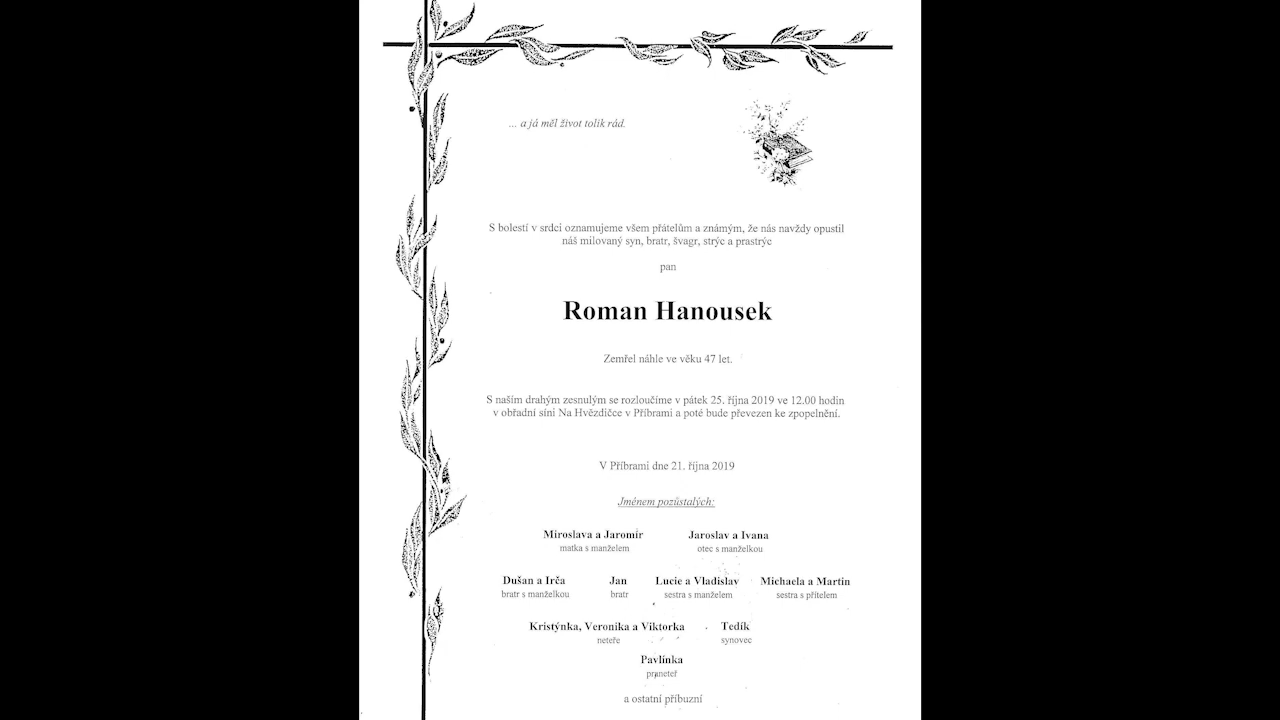 ... a já měl život tolik rád.
S bolestí v srdci oznamujeme všem přátelům a známým, že nás navždy opustil
náš milovaný syn, bratr, švagr, strýc a prastrýc
pan
Roman Hanousek
Zemřel náhle ve věku 47 let.
S naším drahým zesnulým se rozloučíme v pátek 25. října 2019 ve 12.00 hodin
v obřadní síni Na Hvězdičce v Příbrami a poté bude převezen ke zpopelnění.
V Příbrami dne 21. října 2019
Jménem pozůstalých:
Miroslava a Jaromír Jaroslav a Ivana
matka s manželem otec s manželkou
Dušan a Irča Jan Lucie a Vladislav Michaela a Martin
bratr s manželkou bratr sestra s manželem sestra s přítelem
Kristýnka, Veronika a Viktorka Tedík
neteře synovec
Pavlínka
praneteř
a ostatní příbuzní